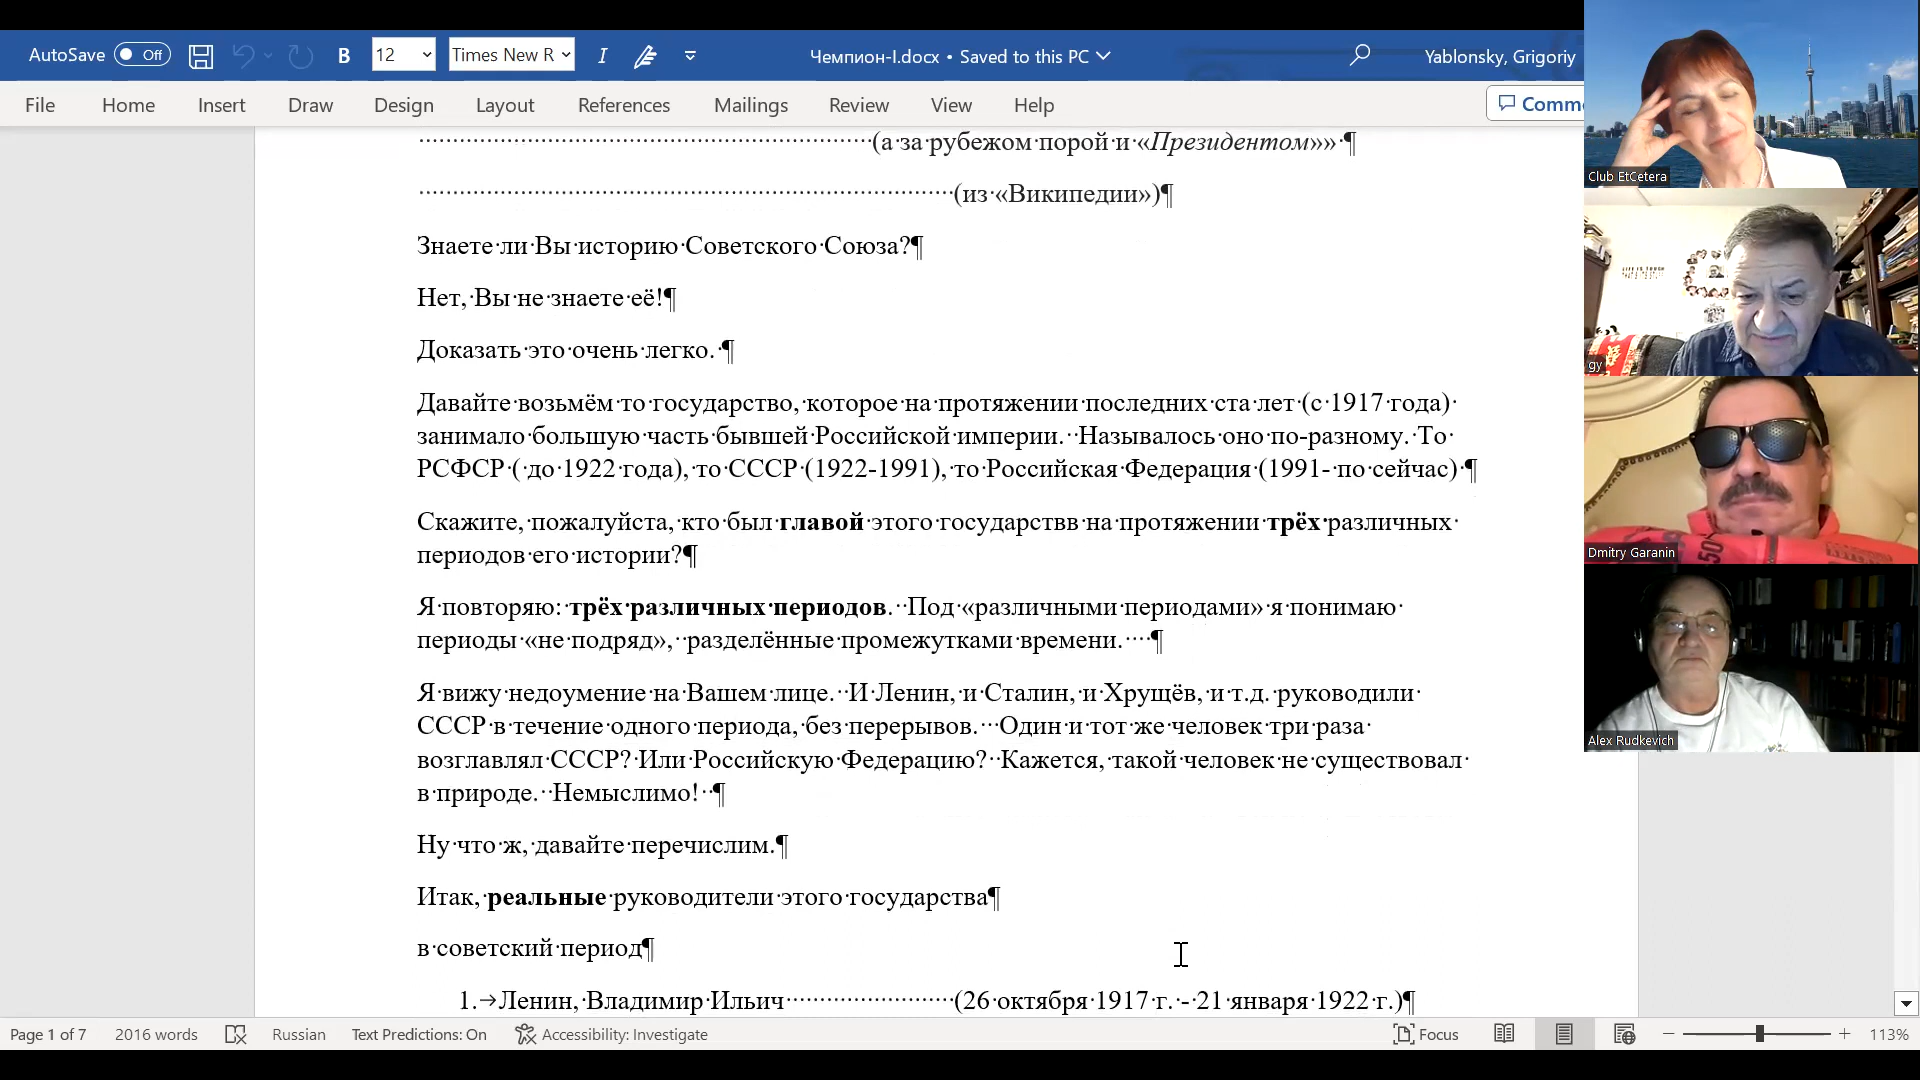 AutoSave Off B 12 Times New R I Чемпион-I.docx • Saved to this PC Yablonsky, Grigoriy
File Home Insert Draw Design Layout References Mailings Review View Help Comme
(а за рубежом порой и «Президентом»» ¶
(из «Википедии»)¶
Знаете ли Вы историю Советского Союза?¶
Нет, Вы не знаете её!¶
Доказать это очень легко. ¶
Давайте возьмём то государство, которое на протяжении последних ста лет (с 1917 года)
занимало большую часть бывшей Российской империи. Называлось оно по-разному. То
РСФСР ( до 1922 года), то СССР (1922-1991), то Российская Федерация (1991- по сейчас) ¶
Скажите, пожалуйста, кто был главой этого государствв на протяжении трёх различных
периодов его истории?¶
Я повторяю: трёх различных периодов. Под «различными периодами» я понимаю
периоды «не подряд», разделённые промежутками времени. ¶
Я вижу недоумение на Вашем лице. И Ленин, и Сталин, и Хрущёв, и т.д. руководили
СССР в течение одного периода, без перерывов. Один и тот же человек три раза
возглавлял СССР? Или Российскую Федерацию? Кажется, такой человек не существовал
в природе. Немыслимо! ¶
Ну что ж, давайте перечислим.¶
Итак, реальные руководители этого государства¶
в советский период¶
1.→Ленин, Владимир Ильич (26 октября 1917 г. - 21 января 1922 г.)¶
Page 1 of 7 2016 words Russian Text Predictions: On Accessibility: Investigate Focus 113%
Club EtCetera
gy
Dmitry Garanin
Alex Rudkevich